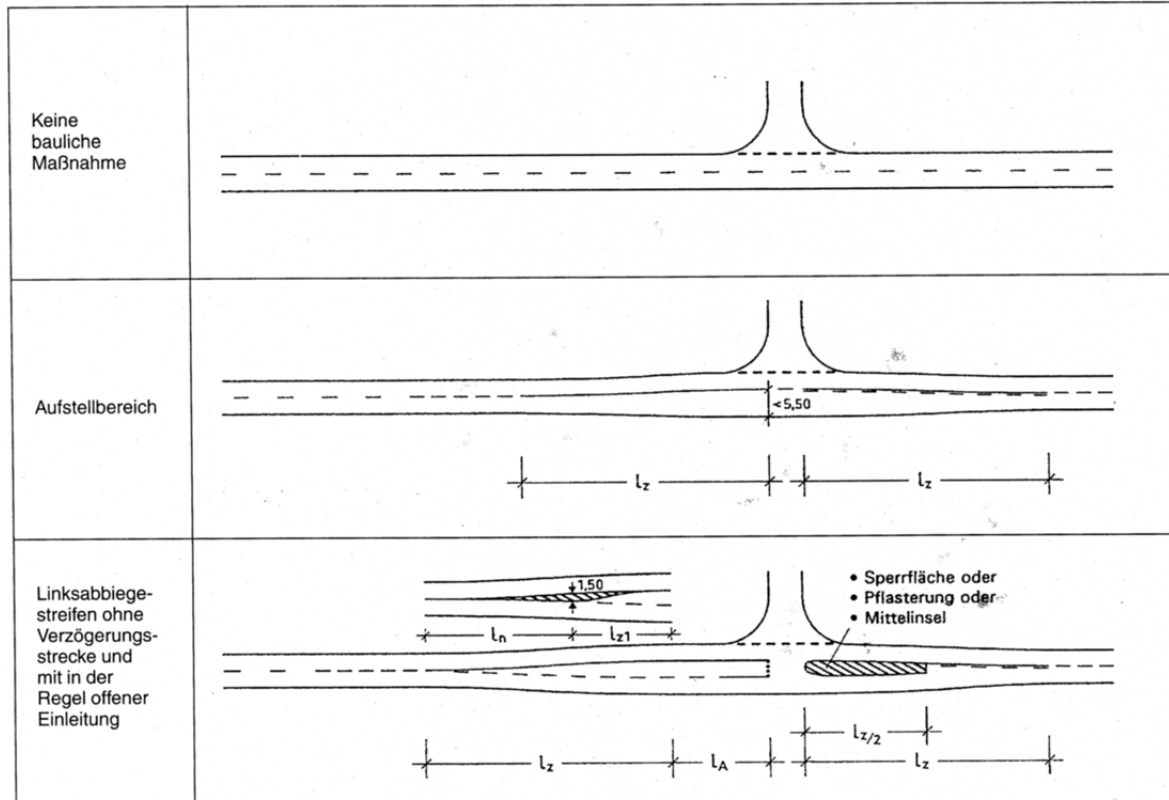 Keine
bauliche
Maßnahme
Aufstellbereich
<5,50
lz
lz
Linksabbiege-
streifen ohne
Verzögerungs-
strecke und
mit in der
Regel offener
Einleitung
1,50
ln
lz1
• Sperrfläche oder
• Pflasterung oder
• Mittelinsel
lz/2
lz
lA
lz